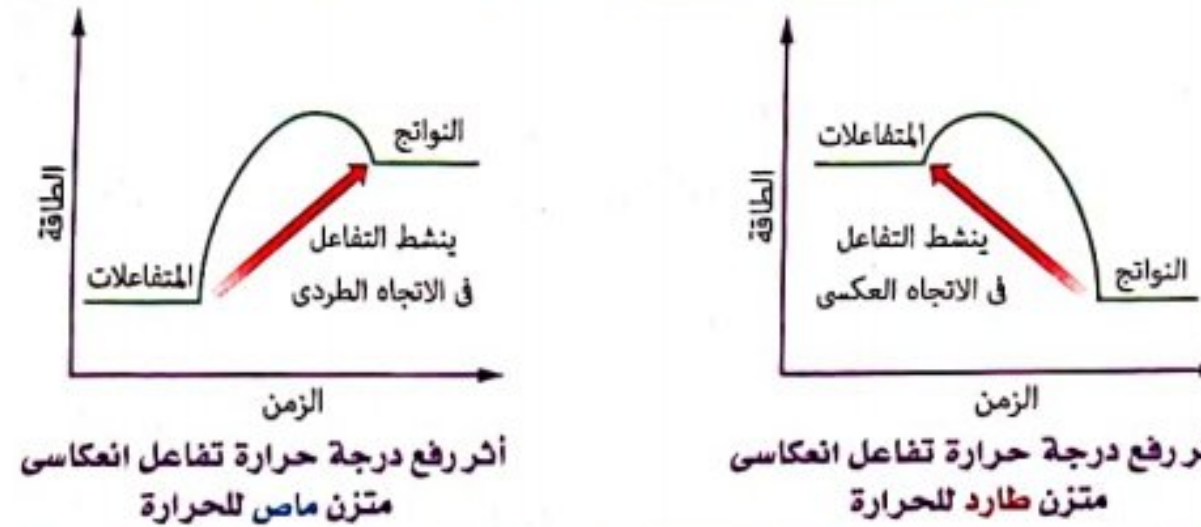 الطاقة
النواتج
ينشط التفاعل
فى الاتجاه الطردى
المتفاعلات
الزمن
أثر رفع درجة حرارة تفاعل انعكاسى
متزن ماص للحرارة
الطاقة
المتفاعلات
ينشط التفاعل
فى الاتجاه العكسى
النواتج
الزمن
رفع درجة حرارة تفاعل انعكاسى
متزن طارد للحرارة